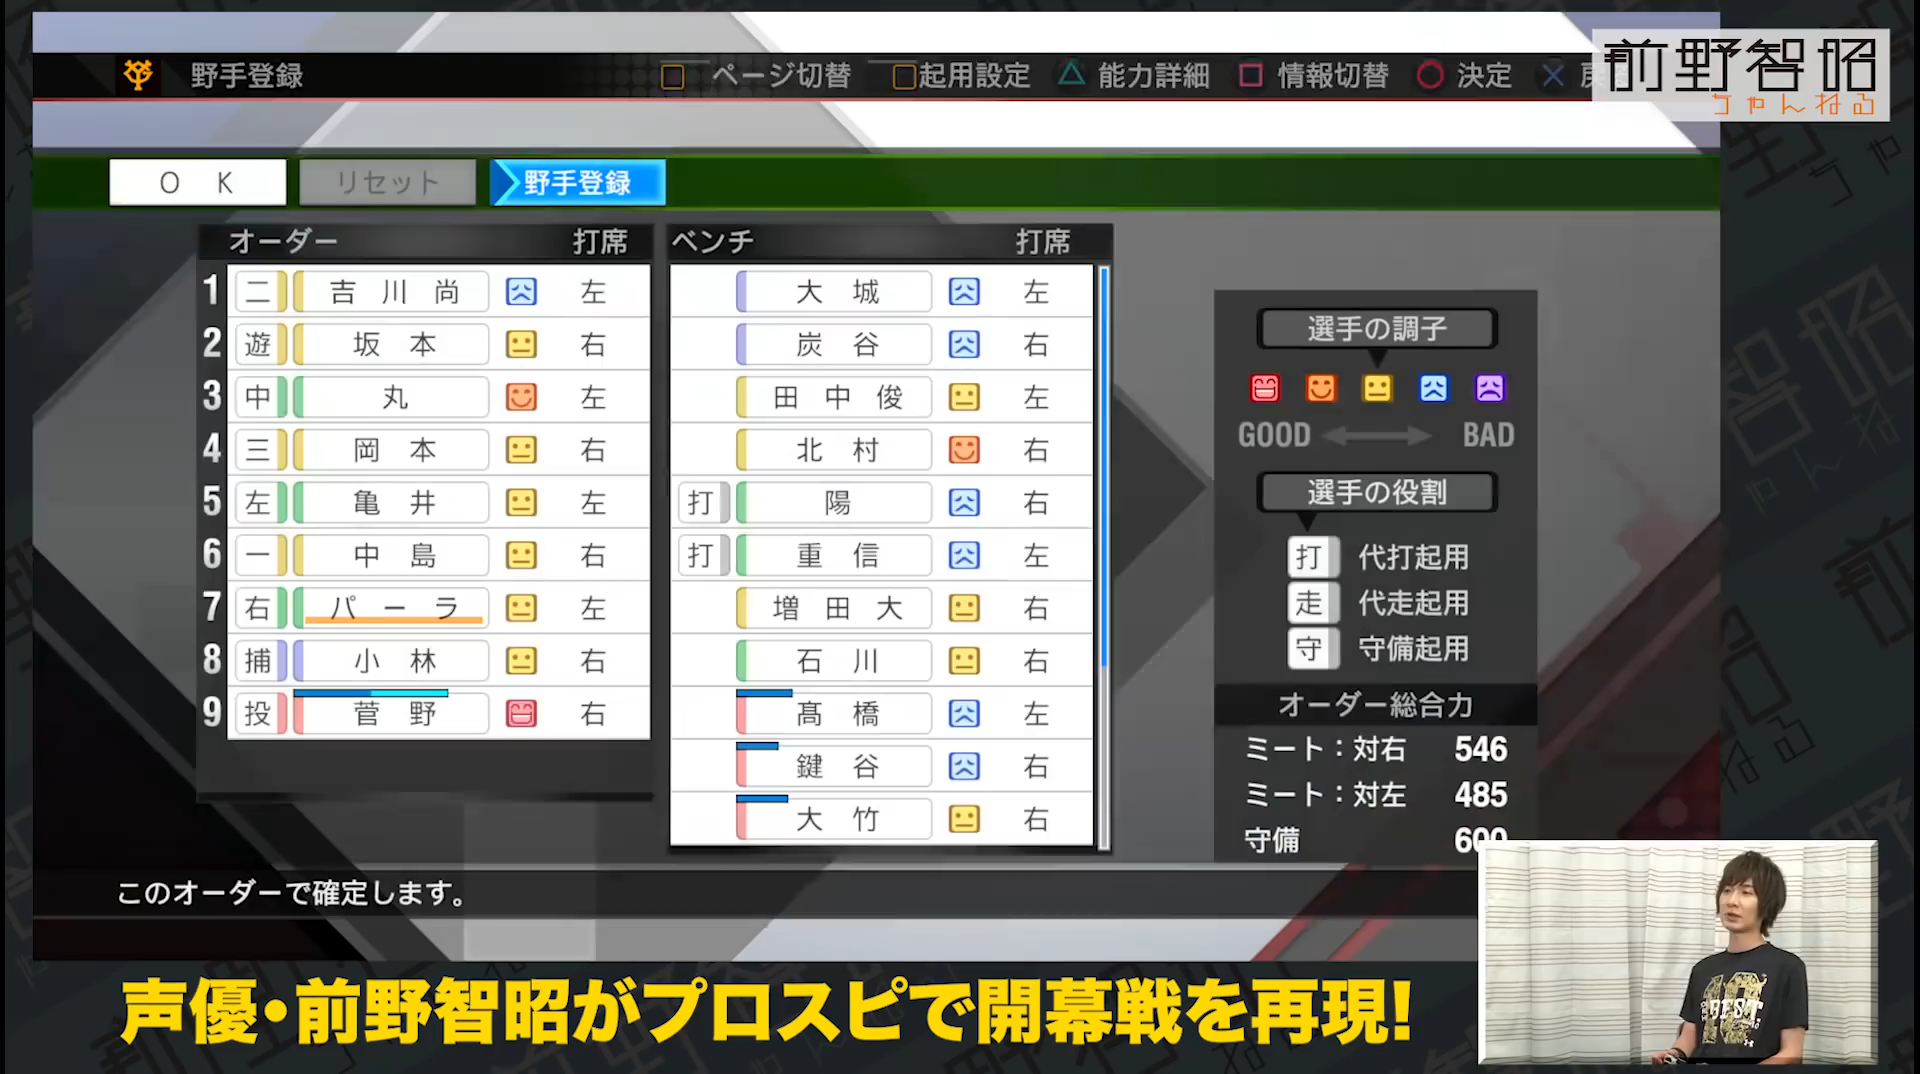 野手登録 ページ切替 起用設定 能力詳細 情報切替 決定
前野智昭
ちゃんねる
OK リセット 野手登録
オーダー 打席
1 二 吉川尚 左
2 遊 坂本 右
3 中 丸 左
4 三 岡本 右
5 左 亀井 左
6 一 中島 右
7 右 パーラ 左
8 捕 小林 右
9 投 菅野 右
ベンチ 打席
大城 左
炭谷 右
田中俊 左
北村 右
打 陽 右
打 重信 左
増田大 右
石川 右
髙橋 左
鍵谷 右
大竹 右
選手の調子
GOOD BAD
選手の役割
打 代打起用
走 代走起用
守 守備起用
オーダー総合力
ミート:対右 546
ミート:対左 485
守備 600
このオーダーで確定します。
声優・前野智昭がプロスピで開幕戦を再現!
BEST